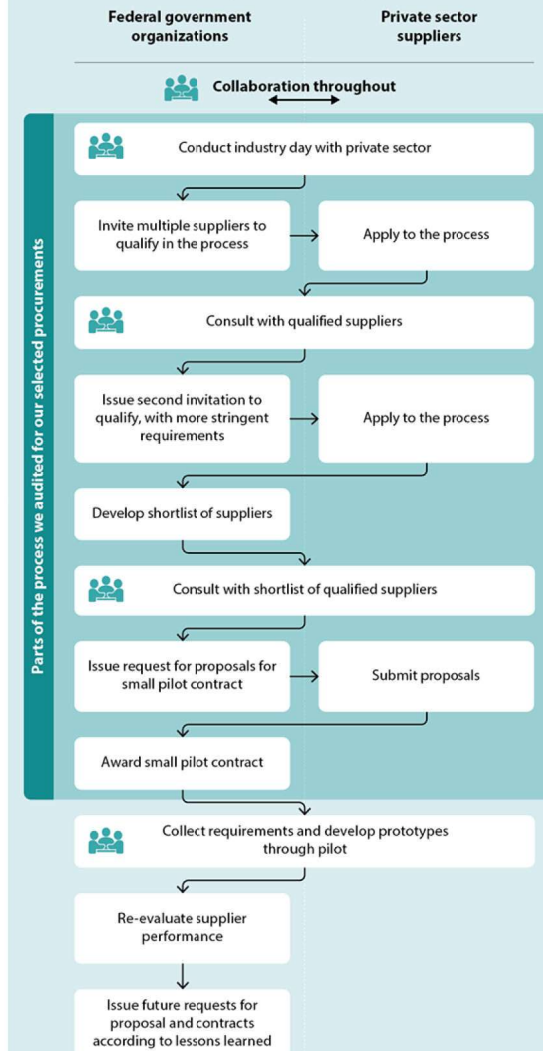 Federal government
organizations
Private sector
suppliers
Collaboration throughout
Parts of the process we audited for our selected procurements
Conduct industry day with private sector
Invite multiple suppliers to
qualify in the process
Apply to the process
Consult with qualified suppliers
Issue second invitation to
qualify, with more stringent
requirements
Apply to the process
Develop shortlist of suppliers
Consult with shortlist of qualified suppliers
Issue request for proposals for
small pilot contract
Submit proposals
Award small pilot contract
Collect requirements and develop prototypes
through pilot
Re-evaluate supplier
performance
Issue future requests for
proposal and contracts
according to lessons learned